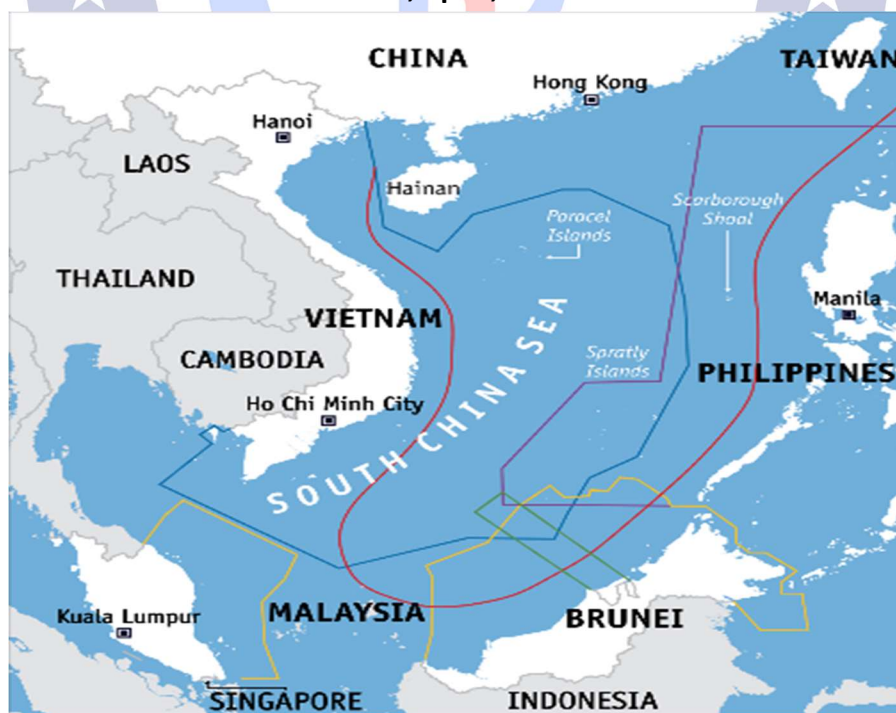 CHINA
TAIWAN
Hong Kong
Hanoi
LAOS
Hainan
Scarborough
Shoal
Paracel
Islands
THAILAND
Manila
VIETNAM
CAMBODIA
Spratly
Islands
PHILIPPINES
Ho Chi Minh City
SOUTH CHINA SEA
Kuala Lumpur
MALAYSIA
BRUNEI
SINGAPORE
INDONESIA